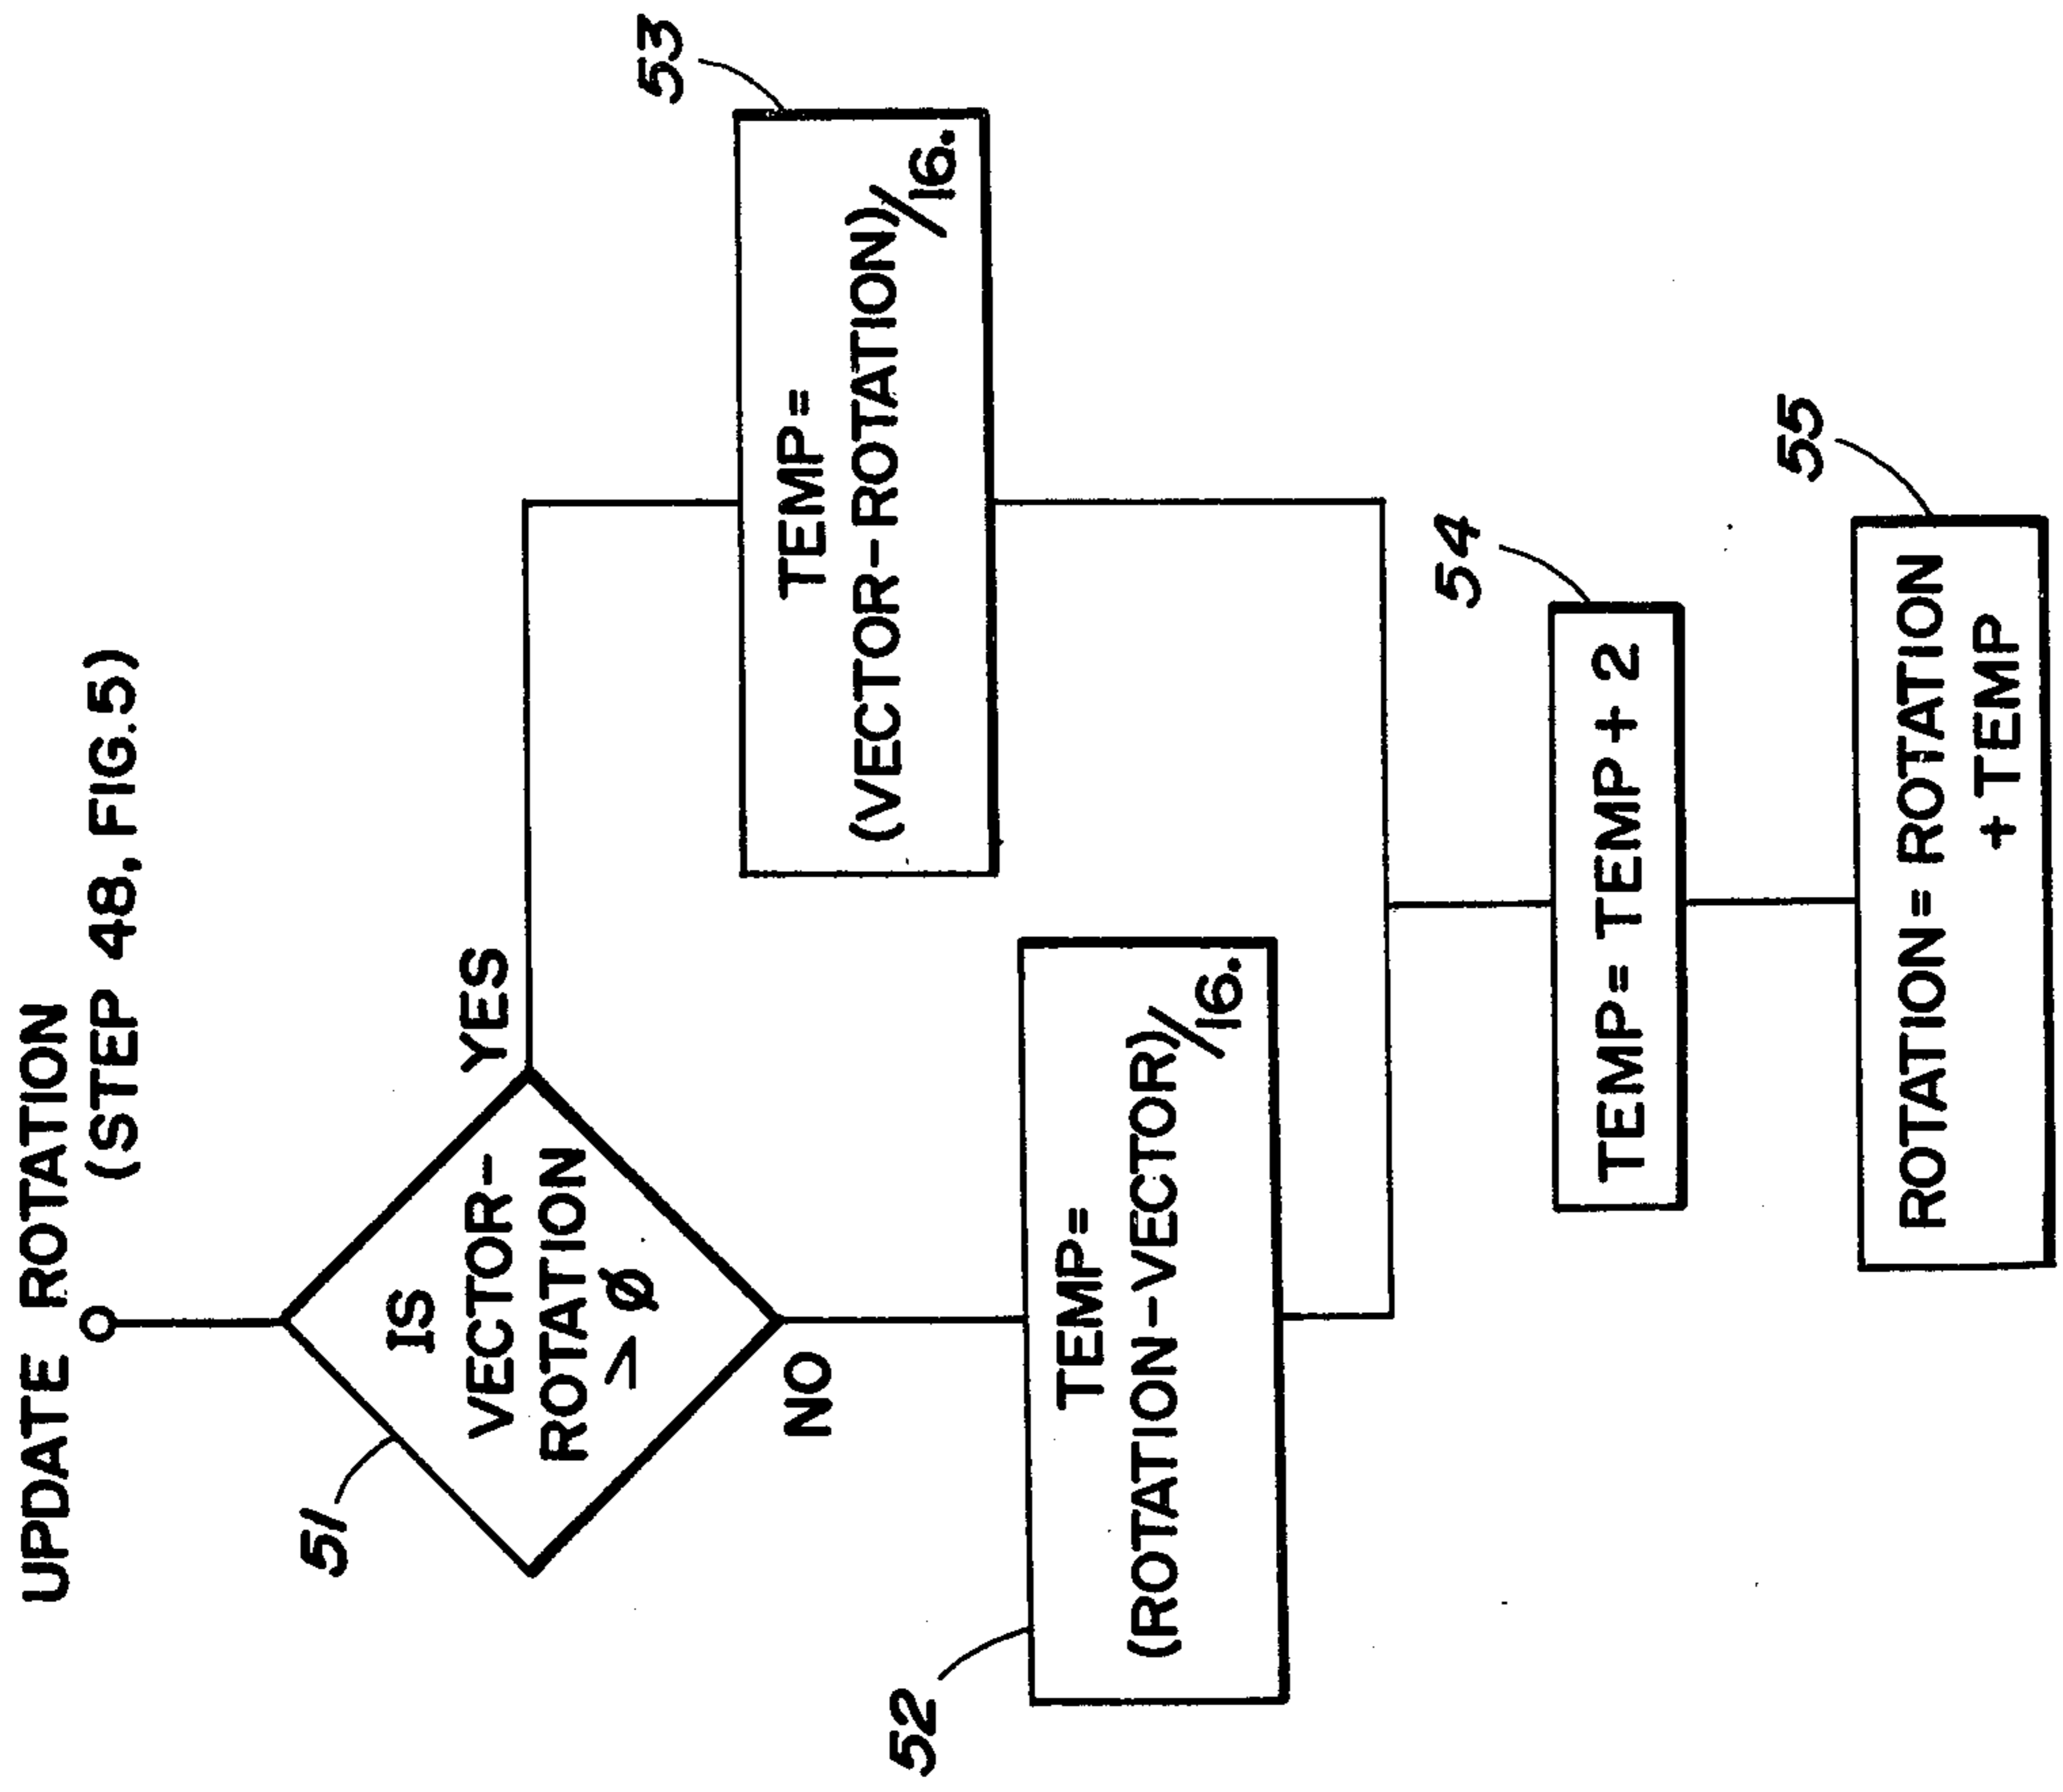 UPDATE ROTATION
(STEP 48, FIG.5)
51
IS
VECTOR-
ROTATION
> Ø
YES
NO
53
TEMP=
(VECTOR-ROTATION)/16.
52
TEMP=
(ROTATION-VECTOR)/16.
54
TEMP= TEMP + 2
55
ROTATION= ROTATION
+ TEMP